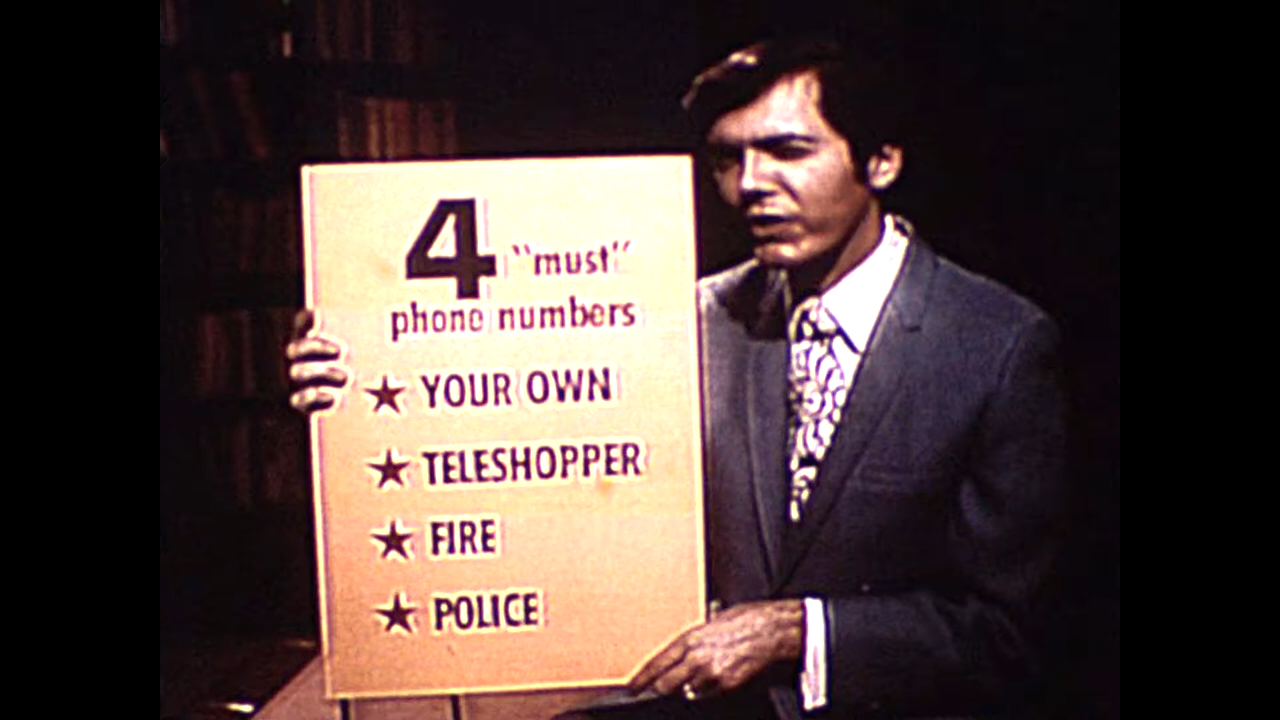 4 "must"
phone numbers
★ YOUR OWN
★ TELESHOPPER
★ FIRE
★ POLICE